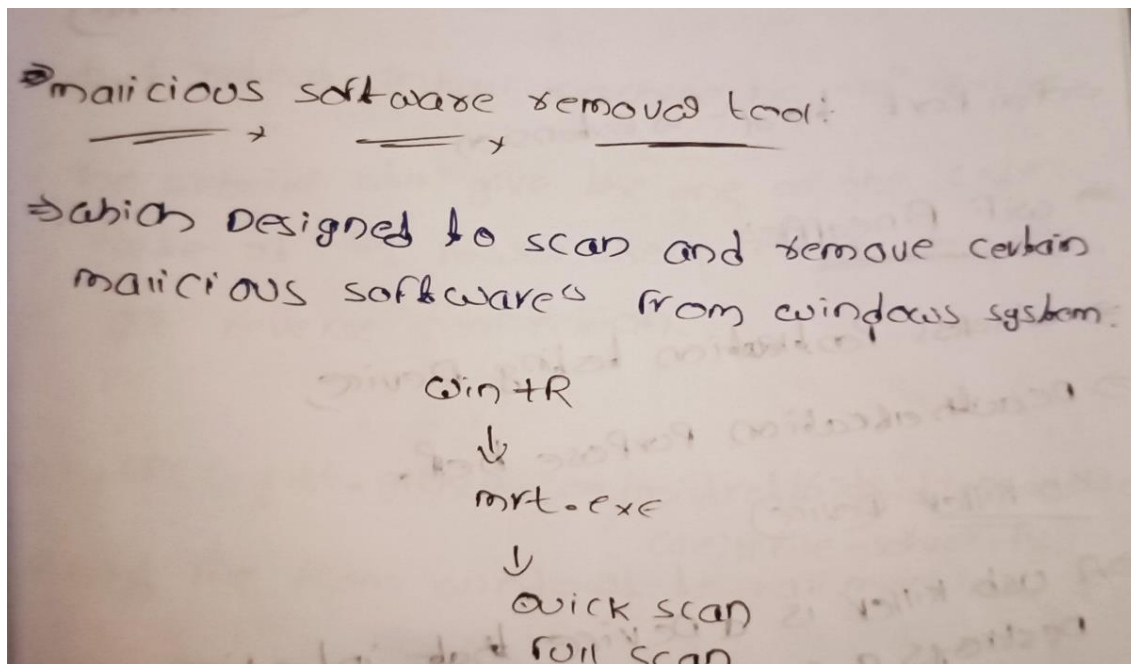 ⇒ malicious software removal tool:
⇒ which Designed to scan and remove certain
malicious softwares from windows system.
Win +R
↓
mrt.exe
↓
Quick scan
Full scan